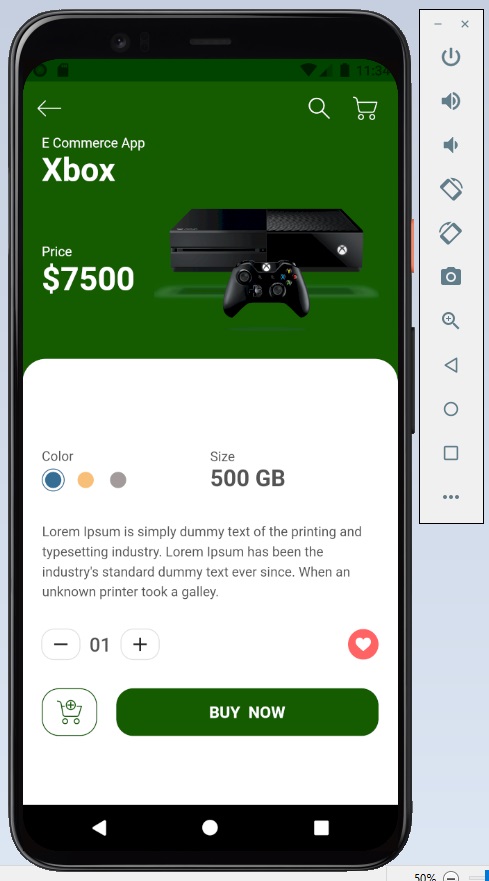 11:34
E Commerce App
Xbox
Price
$7500
Color
Size
500 GB
Lorem Ipsum is simply dummy text of the printing and
typesetting industry. Lorem Ipsum has been the
industry's standard dummy text ever since. When an
unknown printer took a galley.
01
BUY NOW
50%